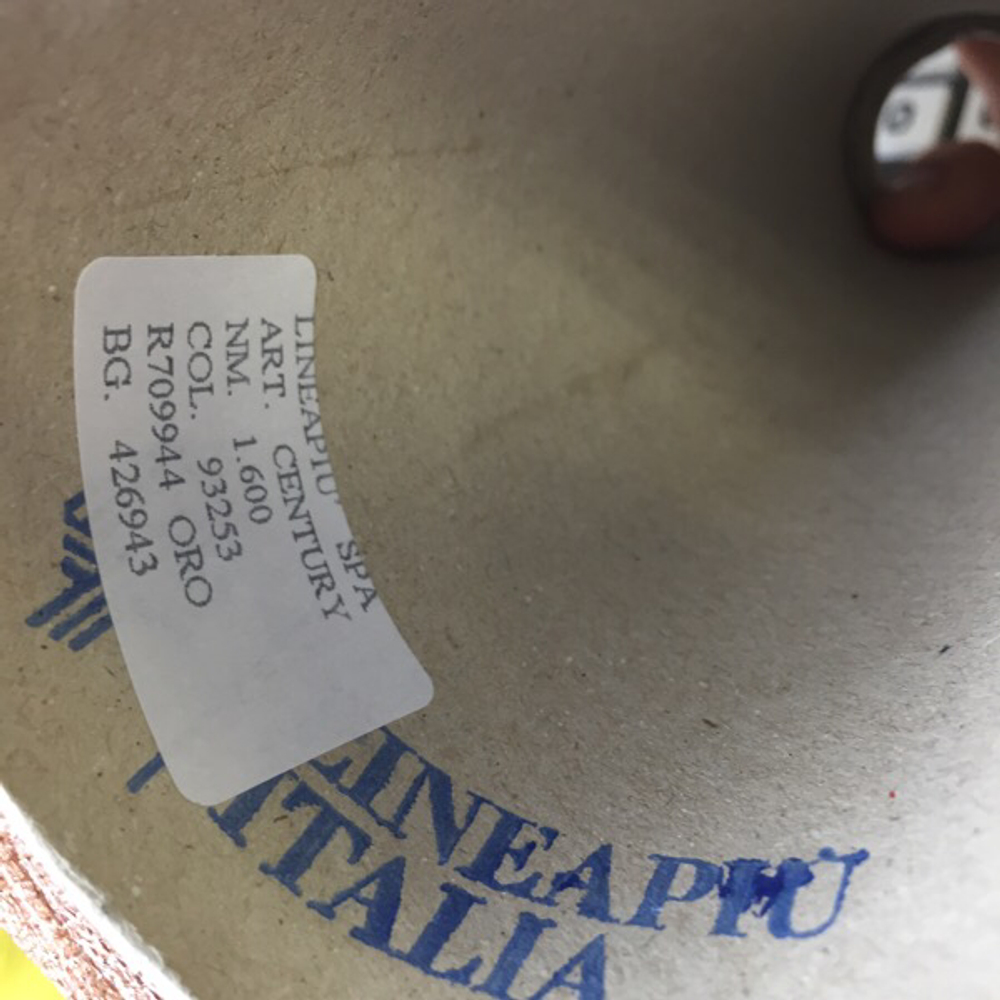 LINEAPIU' SPA
ART. CENTURY
NM. 1.600
COL. 93253
R709944 ORO
BG. 426943
LINEAPIÙ
ITALIA